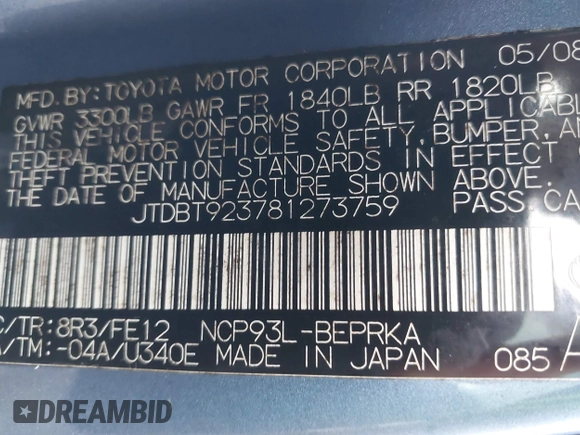 MFD. BY: TOYOTA MOTOR CORPORATION 05/08
GVWR 3300LB GAWR FR 1840LB RR 1820LB
THIS VEHICLE CONFORMS TO ALL APPLICABL
FEDERAL MOTOR VEHICLE SAFETY, BUMPER, AN
THEFT PREVENTION STANDARDS IN EFFECT O
THE DATE OF MANUFACTURE SHOWN ABOVE.
JTDBT923781273759 PASS CA
C/TR: 8R3/FE12 NCP93L-BEPRKA
A/TM: -04A/U340E MADE IN JAPAN 085
DREAMBID